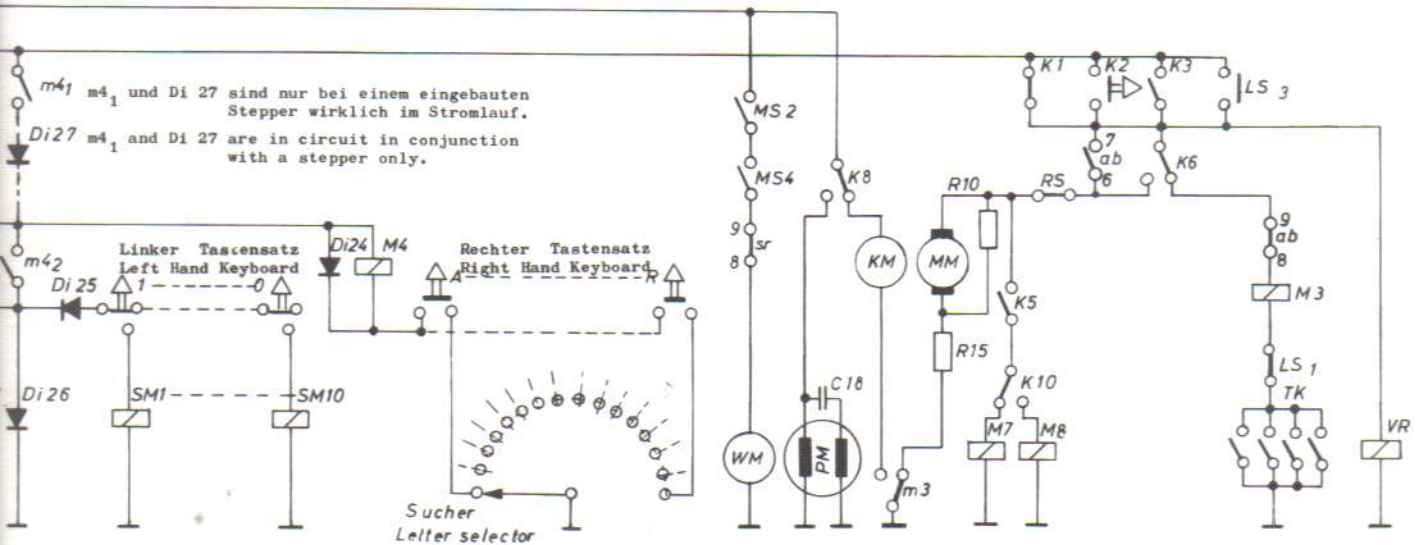 m4₁ m4₁ und Di 27 sind nur bei einem eingebauten
Stepper wirklich im Stromlauf.
Di27 m4₁ and Di 27 are in circuit in conjunction
with a stepper only.
K1 K2 K3 LS 3
MS 2
MS4
9 sr 8
K8
R10
RS
7 ab 6
K6
m4₂
Linker Tastensatz
Left Hand Keyboard
Di24 M4
Rechter Tastensatz
Right Hand Keyboard
Di 25 1 0
A R
KM
MM
K5
9 ab 8
M3
R15
LS 1
Di26
SM1 SM10
C18
K10
TK
M7 M8
VR
WM
PM
m3
Sucher
Letter selector